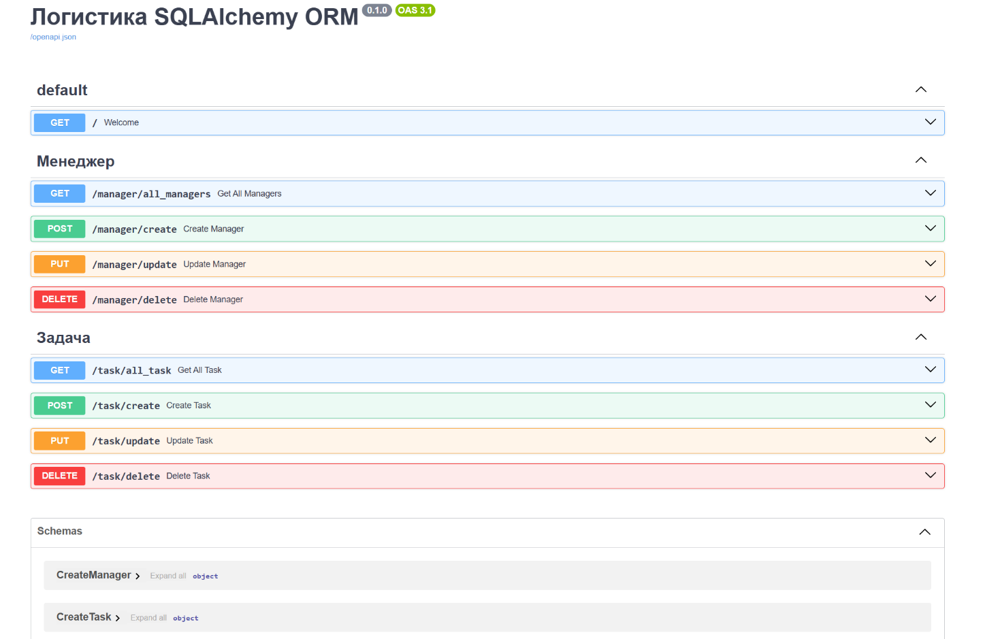 Логистика SQLAlchemy ORM 0.1.0 OAS 3.1
/openapi.json
default
GET / Welcome
Менеджер
GET /manager/all_managers Get All Managers
POST /manager/create Create Manager
PUT /manager/update Update Manager
DELETE /manager/delete Delete Manager
Задача
GET /task/all_task Get All Task
POST /task/create Create Task
PUT /task/update Update Task
DELETE /task/delete Delete Task
Schemas
CreateManager Expand all object
CreateTask Expand all object